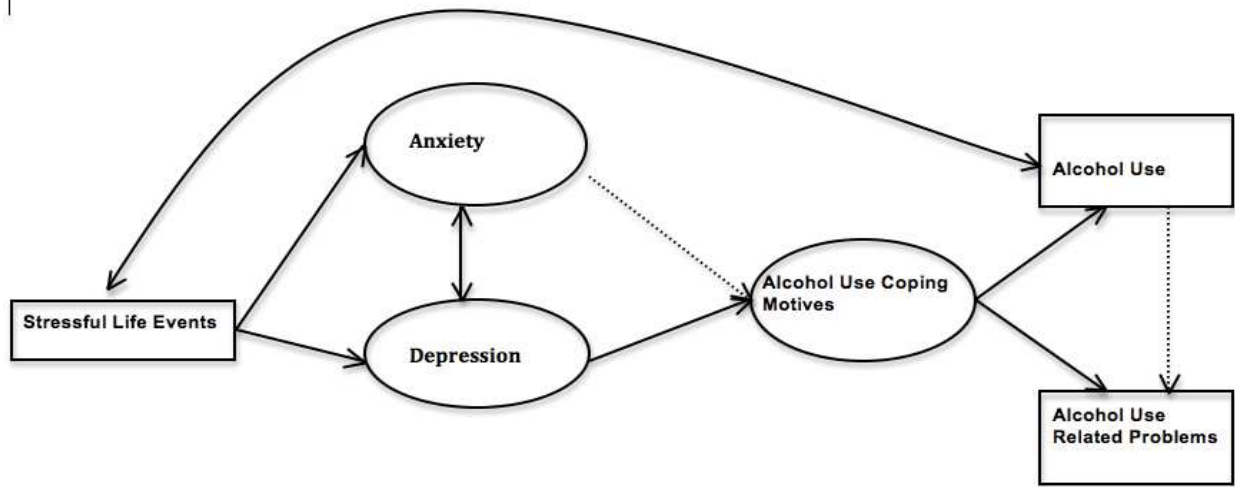 Anxiety
Alcohol Use
Alcohol Use Coping
Motives
Stressful Life Events
Depression
Alcohol Use
Related Problems